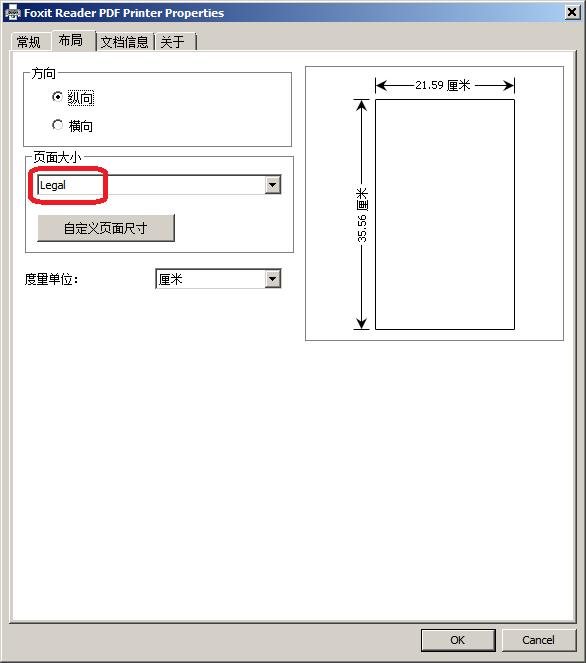 Foxit Reader PDF Printer Properties
常规 布局 文档信息 关于
方向
纵向
横向
页面大小
Legal
自定义页面尺寸
度量单位: 厘米
21.59 厘米
35.56 厘米
OK Cancel